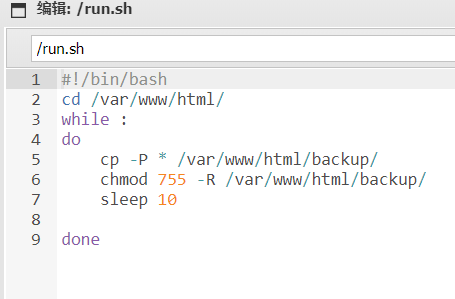 编辑: /run.sh
/run.sh
1 #!/bin/bash
2 cd /var/www/html/
3 while :
4 do
5     cp -P * /var/www/html/backup/
6     chmod 755 -R /var/www/html/backup/
7     sleep 10
8
9 done